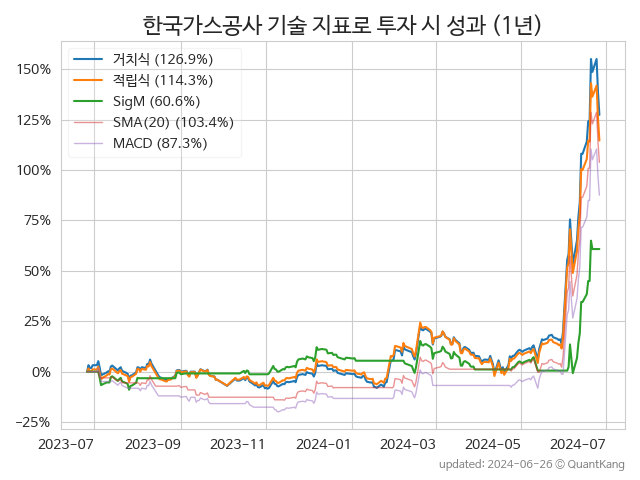 한국가스공사 기술 지표로 투자 시 성과 (1년)
거치식 (126.9%)
적립식 (114.3%)
SigM (60.6%)
SMA(20) (103.4%)
MACD (87.3%)
150%
125%
100%
75%
50%
25%
0%
−25%
2023-07 2023-09 2023-11 2024-01 2024-03 2024-05 2024-07
updated: 2024-06-26 ⓒ QuantKang